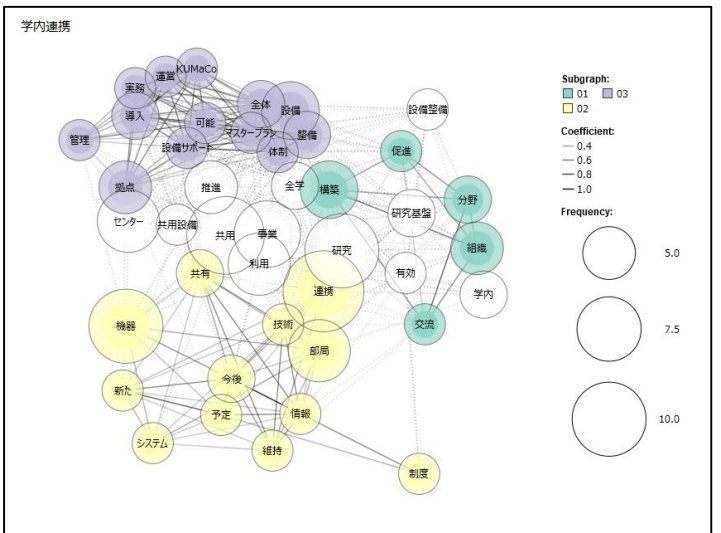 学内連携
KUMaCo
運営
実務
全体
設備
設備整備
導入
可能
マスタープラン
整備
管理
設備サポート
体制
促進
拠点
推進
全学
構築
分野
センター
共用設備
共用
事業
研究基盤
研究
組織
利用
共有
有効
連携
学内
機器
技術
交流
部局
今後
新た
予定
情報
システム
維持
制度
Subgraph:
01 03
02
Coefficient:
0.4
0.6
0.8
1.0
Frequency:
5.0
7.5
10.0